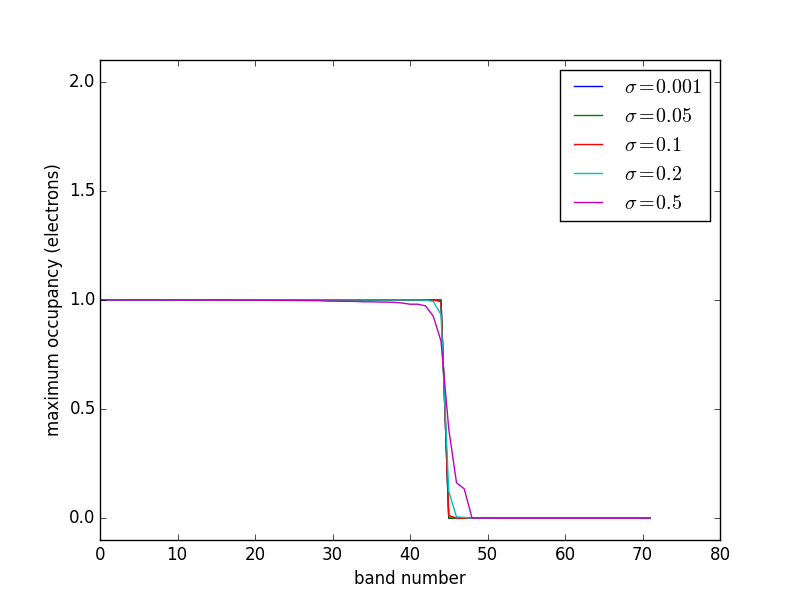 2.0
1.5
1.0
0.5
0.0
maximum occupancy (electrons)
σ=0.001
σ=0.05
σ=0.1
σ=0.2
σ=0.5
0 10 20 30 40 50 60 70 80
band number